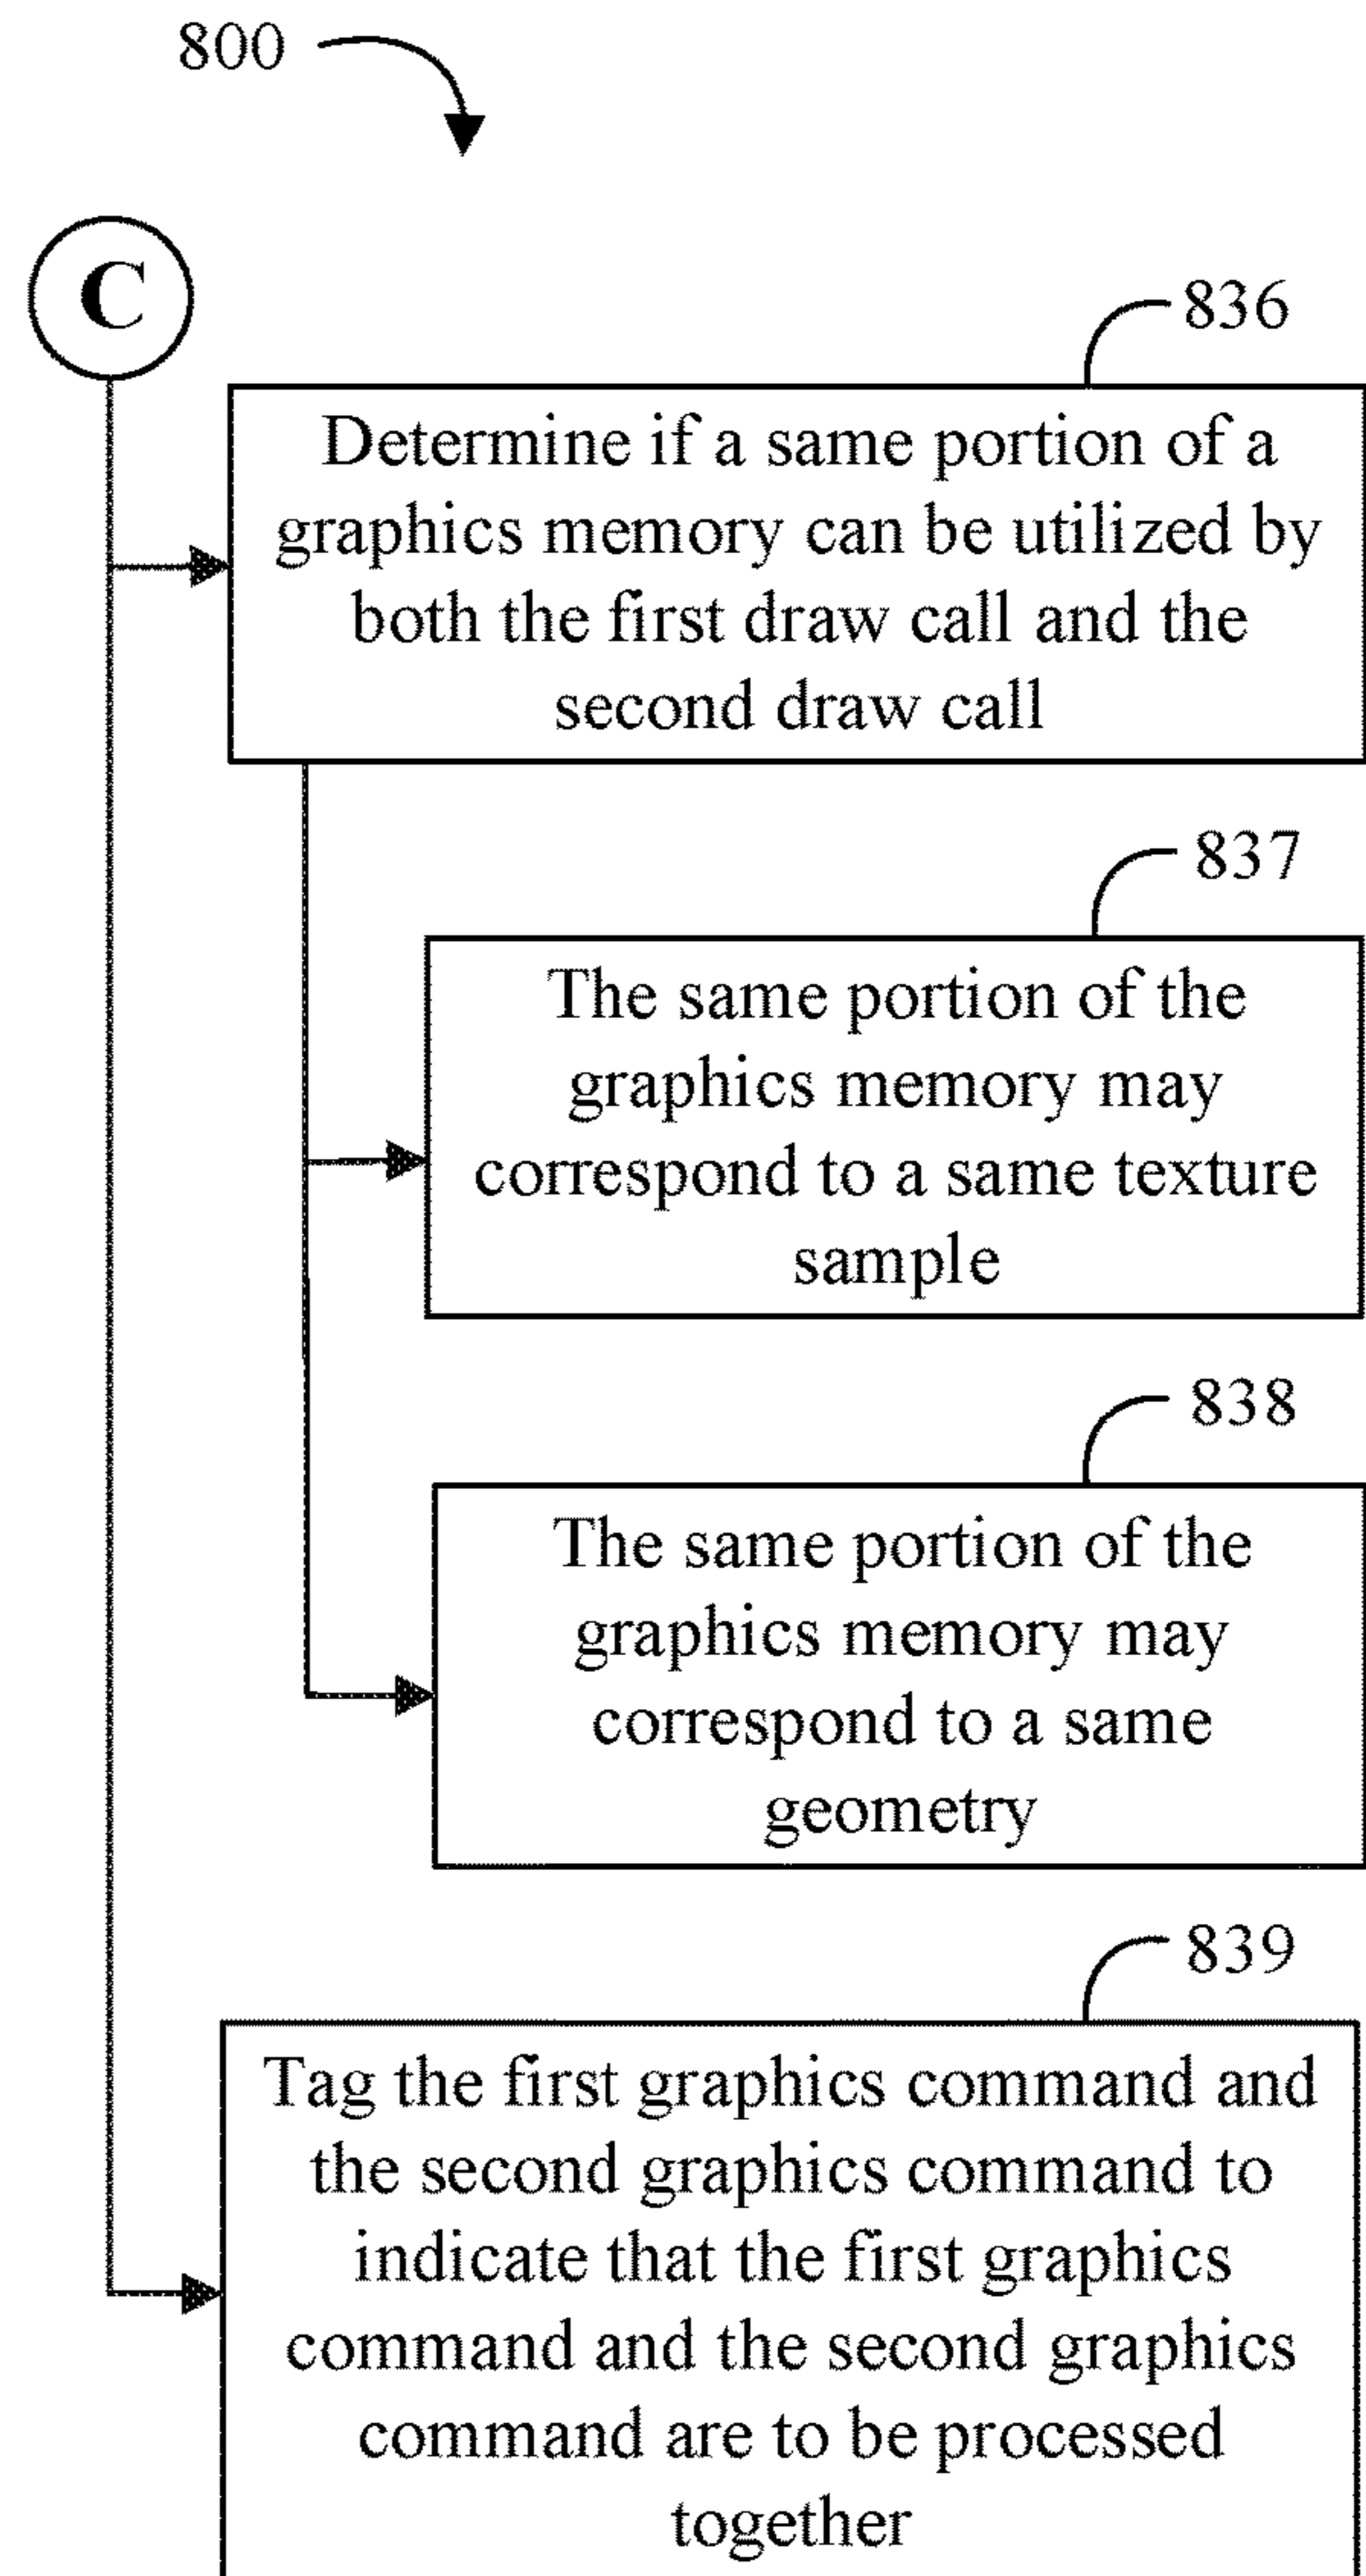 800
C
836
Determine if a same portion of a
graphics memory can be utilized by
both the first draw call and the
second draw call
837
The same portion of the
graphics memory may
correspond to a same texture
sample
838
The same portion of the
graphics memory may
correspond to a same
geometry
839
Tag the first graphics command and
the second graphics command to
indicate that the first graphics
command and the second graphics
command are to be processed
together